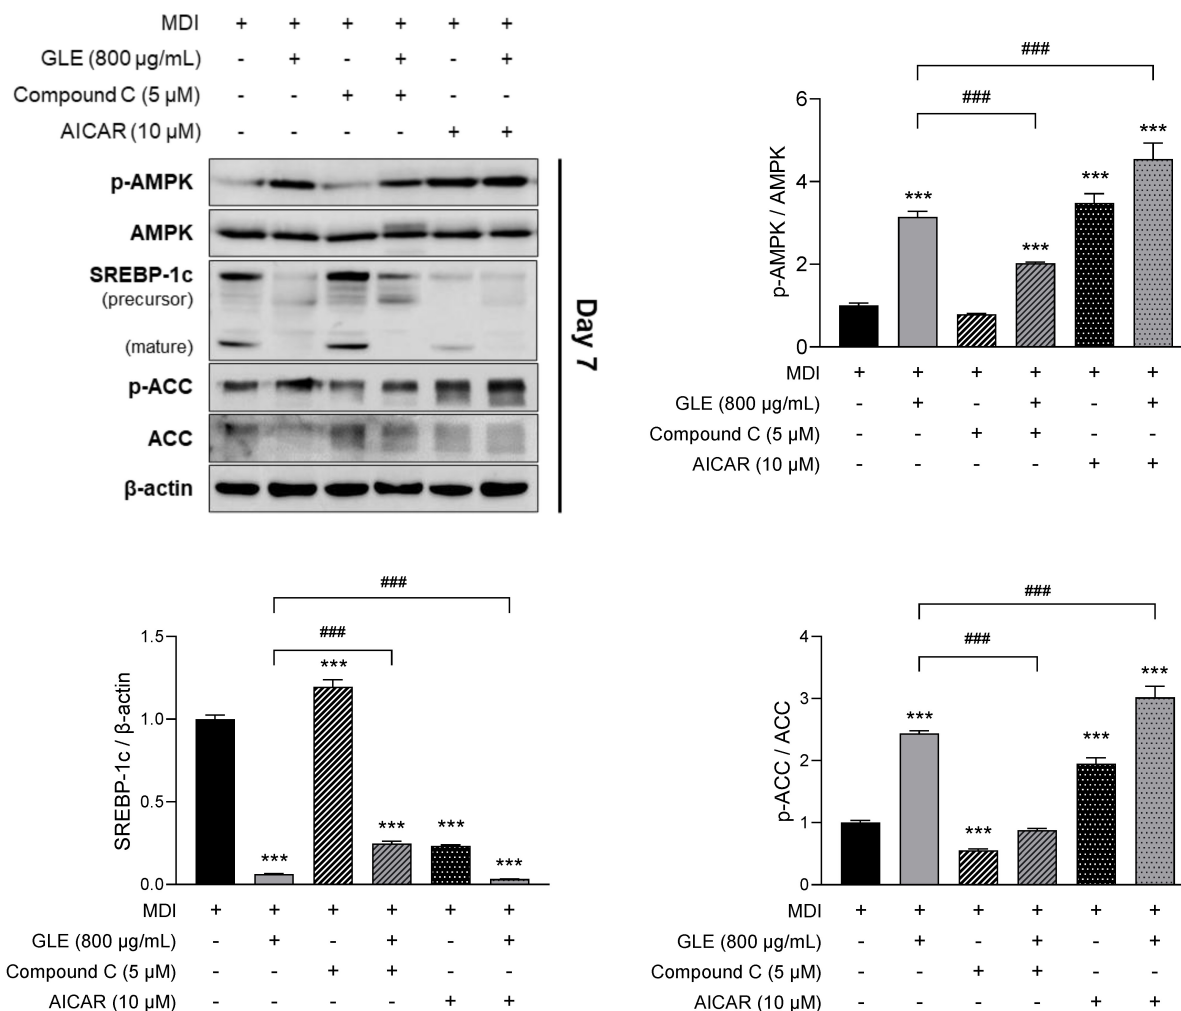 MDI + + + + + +
GLE (800 µg/mL) - + - + - +
Compound C (5 µM) - - + + - -
AICAR (10 µM) - - - - + +
p-AMPK
AMPK
SREBP-1c
(precursor)
(mature)
p-ACC
ACC
β-actin
Day 7
###
###
p-AMPK / AMPK
6
4
2
0
***
***
***
***
MDI + + + + + +
GLE (800 µg/mL) - + - + - +
Compound C (5 µM) - - + + - -
AICAR (10 µM) - - - - + +
###
###
SREBP-1c / β-actin
1.5
1.0
0.5
0.0
***
***
***
***
***
MDI + + + + + +
GLE (800 µg/mL) - + - + - +
Compound C (5 µM) - - + + - -
AICAR (10 µM) - - - - + +
###
###
p-ACC / ACC
4
3
2
1
0
***
***
***
***
MDI + + + + + +
GLE (800 µg/mL) - + - + - +
Compound C (5 µM) - - + + - -
AICAR (10 µM) - - - - + +